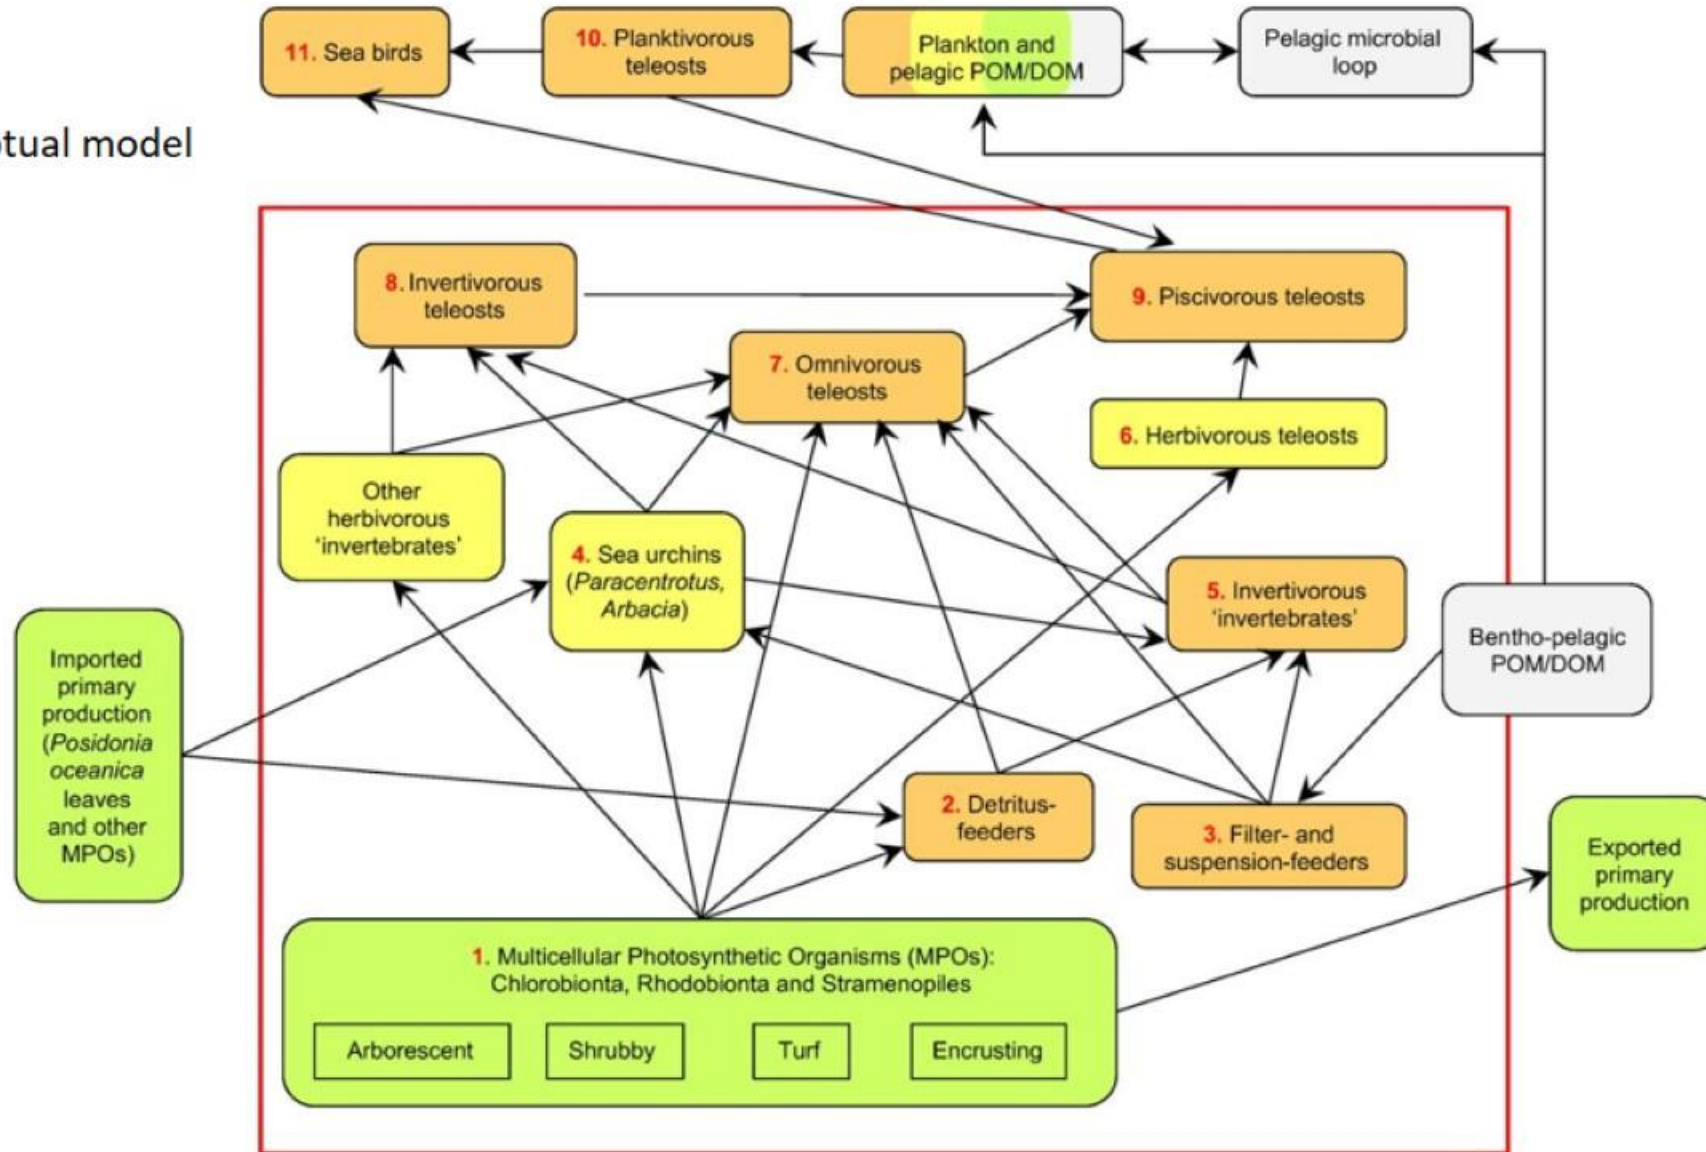 11. Sea birds
10. Planktivorous
teleosts
Plankton and
pelagic POM/DOM
Pelagic microbial
loop
model
8. Invertivorous
teleosts
9. Piscivorous teleosts
7. Omnivorous
teleosts
6. Herbivorous teleosts
Other
herbivorous
‘invertebrates’
4. Sea urchins
(Paracentrotus,
Arbacia)
5. Invertivorous
‘invertebrates’
Bentho-pelagic
POM/DOM
Imported
primary
production
(Posidonia
oceanica
leaves
and other
MPOs)
2. Detritus-
feeders
3. Filter- and
suspension-feeders
Exported
primary
production
1. Multicellular Photosynthetic Organisms (MPOs):
Chlorobionta, Rhodobionta and Stramenopiles
Arborescent
Shrubby
Turf
Encrusting